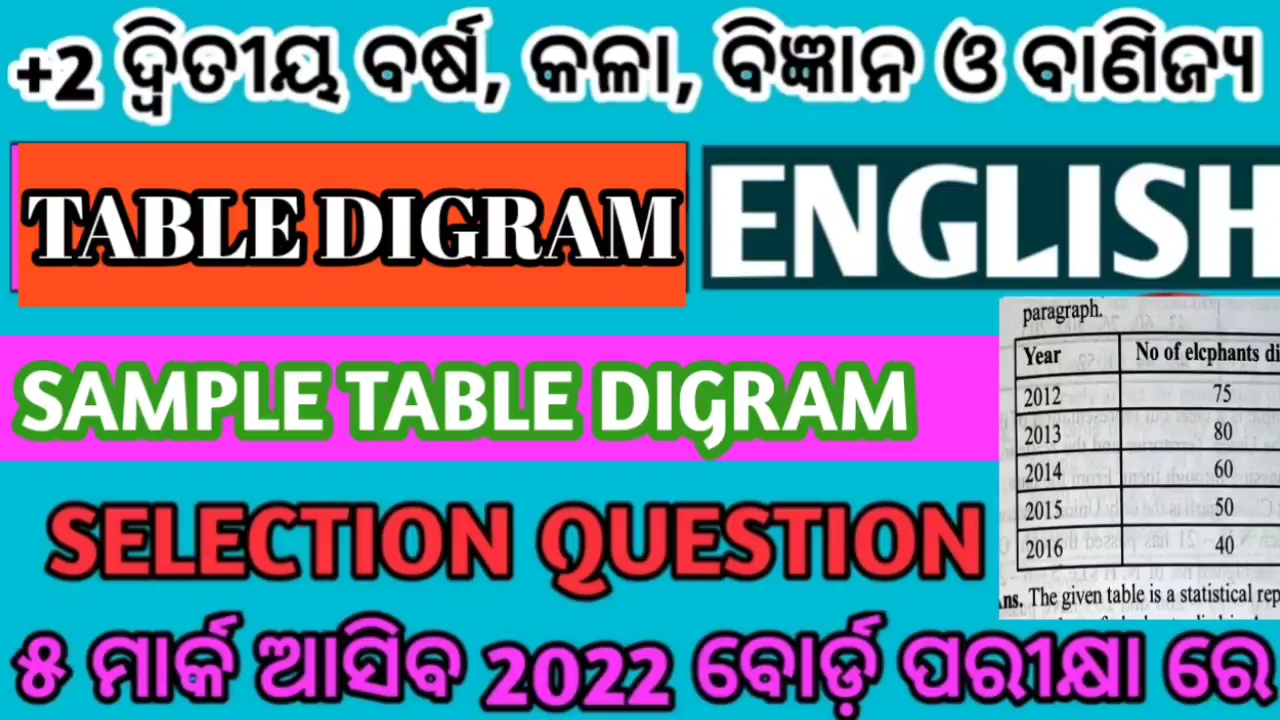 +2 ଦ୍ୱିତୀୟ ବର୍ଷ, କଳା, ବିଜ୍ଞାନ ଓ ବାଣିଜ୍ୟ
TABLE DIGRAM ENGLISH
SAMPLE TABLE DIGRAM
SELECTION QUESTION
୫ ମାର୍କ ଆସିବ 2022 ବୋର୍ଡ଼ ପରୀକ୍ଷା ରେ
paragraph.
Year No of elcphants di
2012 75
2013 80
2014 60
2015 50
2016 40
ns. The given table is a statistical rep